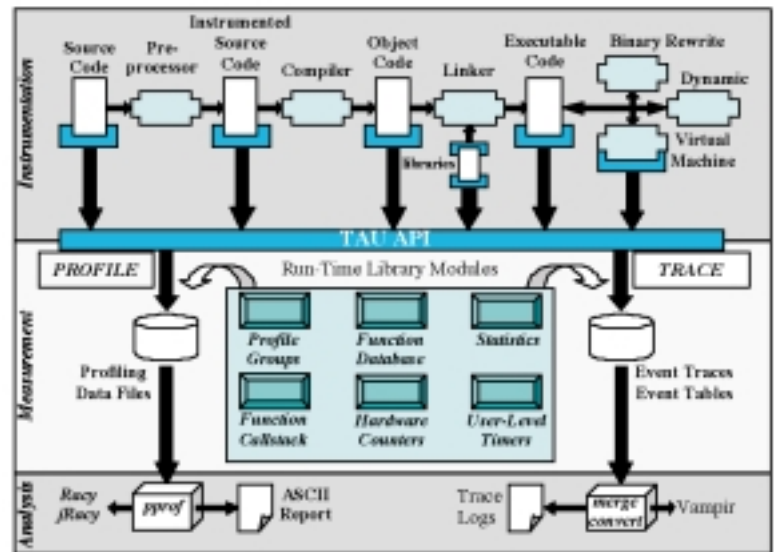 Instrumentation
Source
Code
Pre-
processor
Instrumented
Source
Code
Compiler
Object
Code
Linker
Executable
Code
Binary Rewrite
Dynamic
Virtual
Machine
libraries
TAU API
Measurement
PROFILE
Run-Time Library Modules
TRACE
Profile
Groups
Function
Database
Statistics
Profiling
Data Files
Event Traces
Event Tables
Function
Callstack
Hardware
Counters
User-Level
Timers
Analysis
Racy
jRacy
pprof
ASCII
Report
Trace
Logs
merge
convert
Vampir